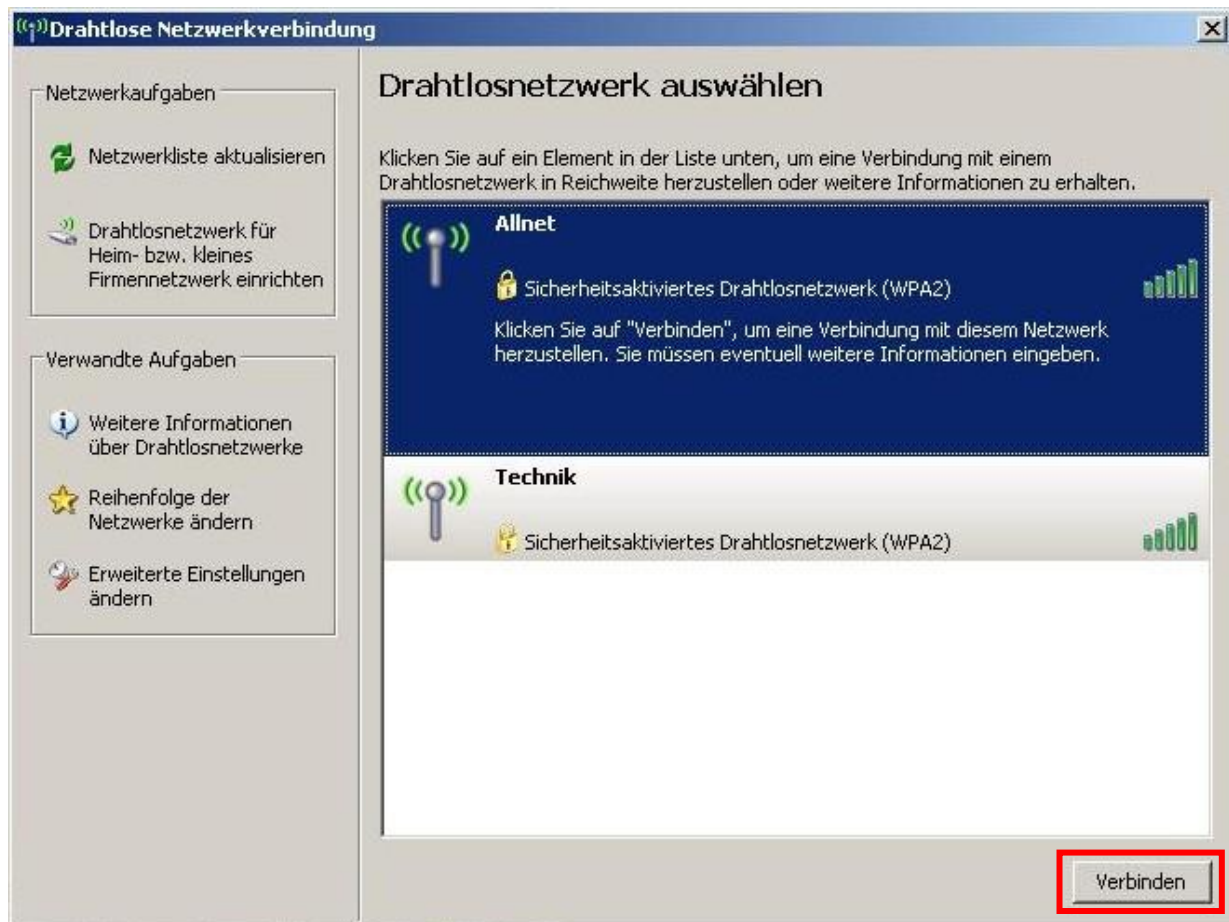 Drahtlose Netzwerkverbindung
Netzwerkaufgaben
Netzwerkliste aktualisieren
Drahtlosnetzwerk für
Heim- bzw. kleines
Firmennetzwerk einrichten
Verwandte Aufgaben
Weitere Informationen
über Drahtlosnetzwerke
Reihenfolge der
Netzwerke ändern
Erweiterte Einstellungen
ändern
Drahtlosnetzwerk auswählen
Klicken Sie auf ein Element in der Liste unten, um eine Verbindung mit einem
Drahtlosnetzwerk in Reichweite herzustellen oder weitere Informationen zu erhalten.
Allnet
Sicherheitsaktiviertes Drahtlosnetzwerk (WPA2)
Klicken Sie auf "Verbinden", um eine Verbindung mit diesem Netzwerk
herzustellen. Sie müssen eventuell weitere Informationen eingeben.
Technik
Sicherheitsaktiviertes Drahtlosnetzwerk (WPA2)
Verbinden